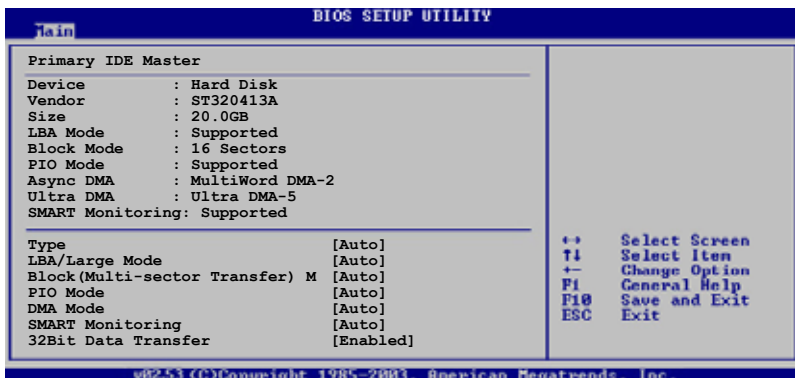 BIOS SETUP UTILITY
Main
Primary IDE Master
Device : Hard Disk
Vendor : ST320413A
Size : 20.0GB
LBA Mode : Supported
Block Mode : 16 Sectors
PIO Mode : Supported
Async DMA : MultiWord DMA-2
Ultra DMA : Ultra DMA-5
SMART Monitoring: Supported
Type [Auto]
LBA/Large Mode [Auto]
Block(Multi-sector Transfer) M [Auto]
PIO Mode [Auto]
DMA Mode [Auto]
SMART Monitoring [Auto]
32Bit Data Transfer [Enabled]
↔ Select Screen
↑↓ Select Item
+- Change Option
F1 General Help
F10 Save and Exit
ESC Exit
v02.53 (C)Copyright 1985-2003, American Megatrends, Inc.